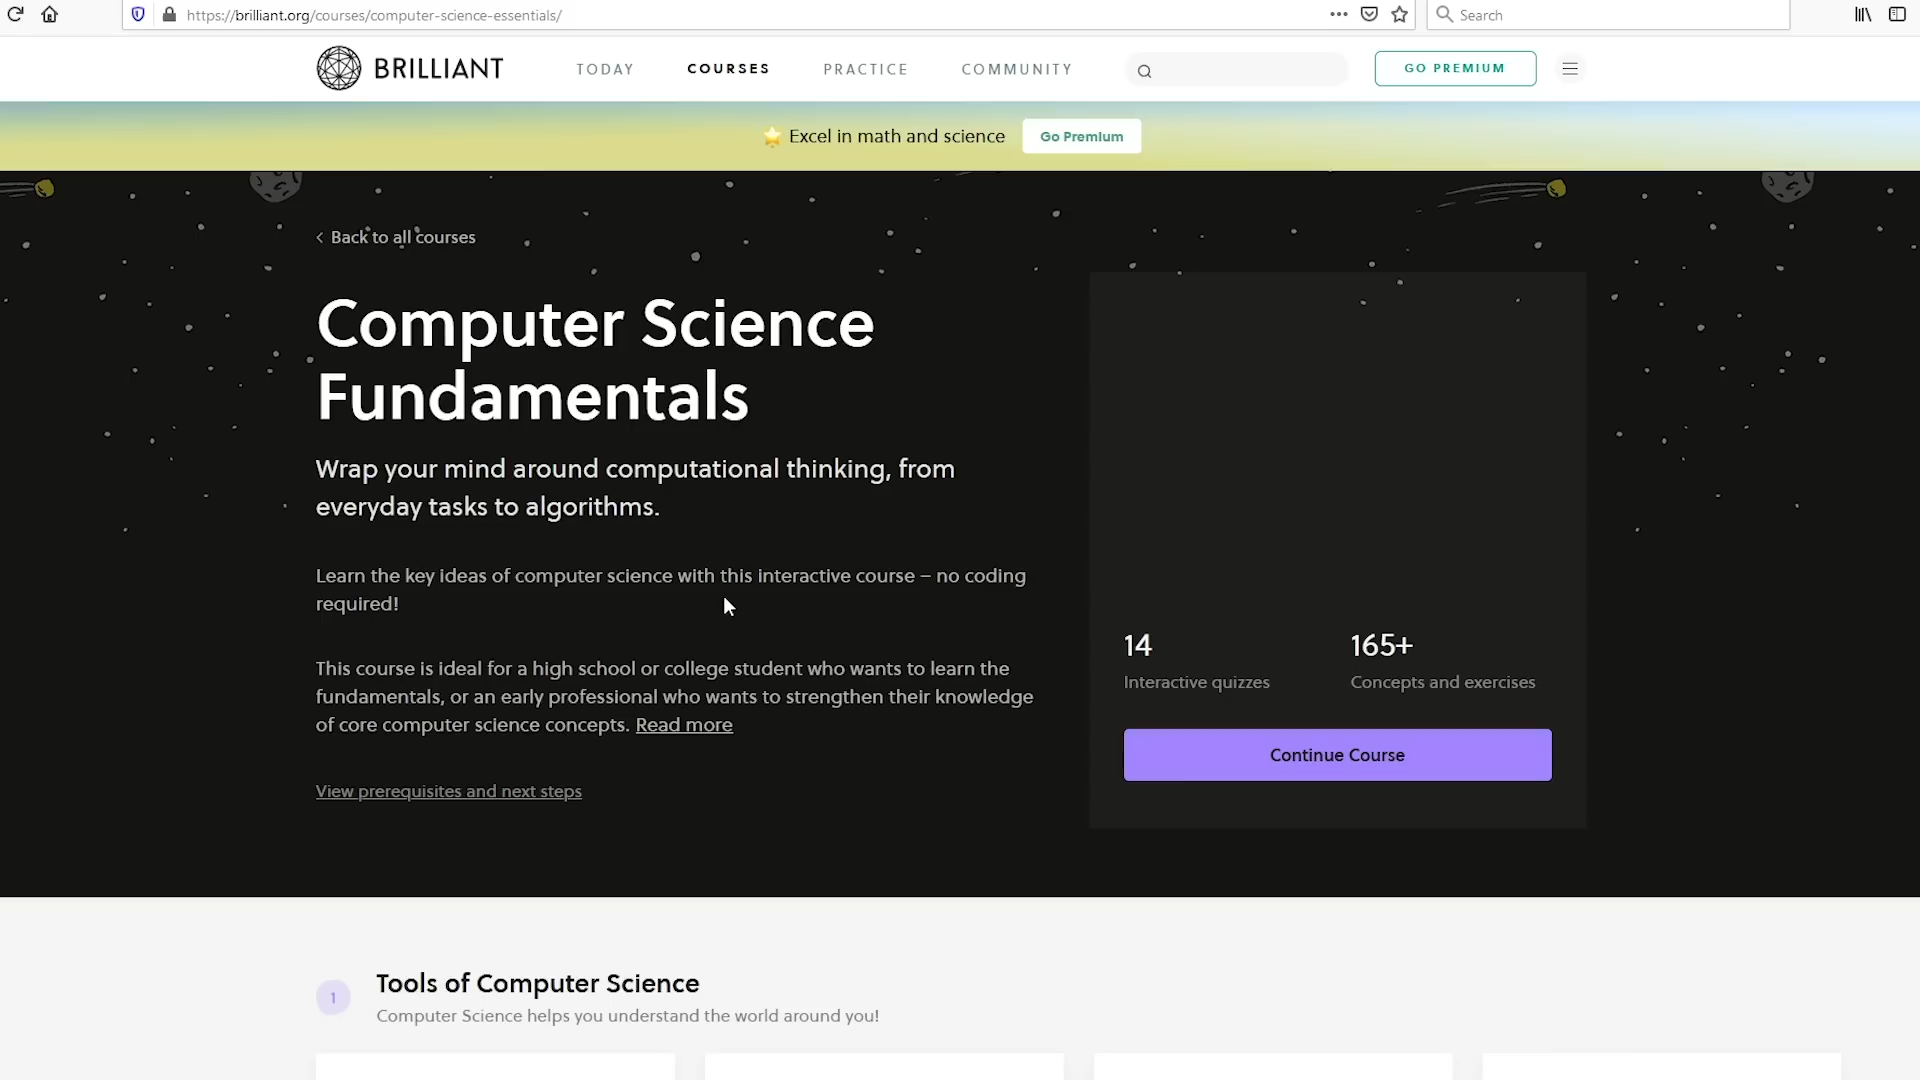 https://brilliant.org/courses/computer-science-essentials/
Search
BRILLIANT
TODAY
COURSES
PRACTICE
COMMUNITY
GO PREMIUM
Excel in math and science
Go Premium
Back to all courses
Computer Science
Fundamentals
Wrap your mind around computational thinking, from
everyday tasks to algorithms.
Learn the key ideas of computer science with this interactive course – no coding
required!
This course is ideal for a high school or college student who wants to learn the
fundamentals, or an early professional who wants to strengthen their knowledge
of core computer science concepts. Read more
View prerequisites and next steps
14
Interactive quizzes
165+
Concepts and exercises
Continue Course
1
Tools of Computer Science
Computer Science helps you understand the world around you!